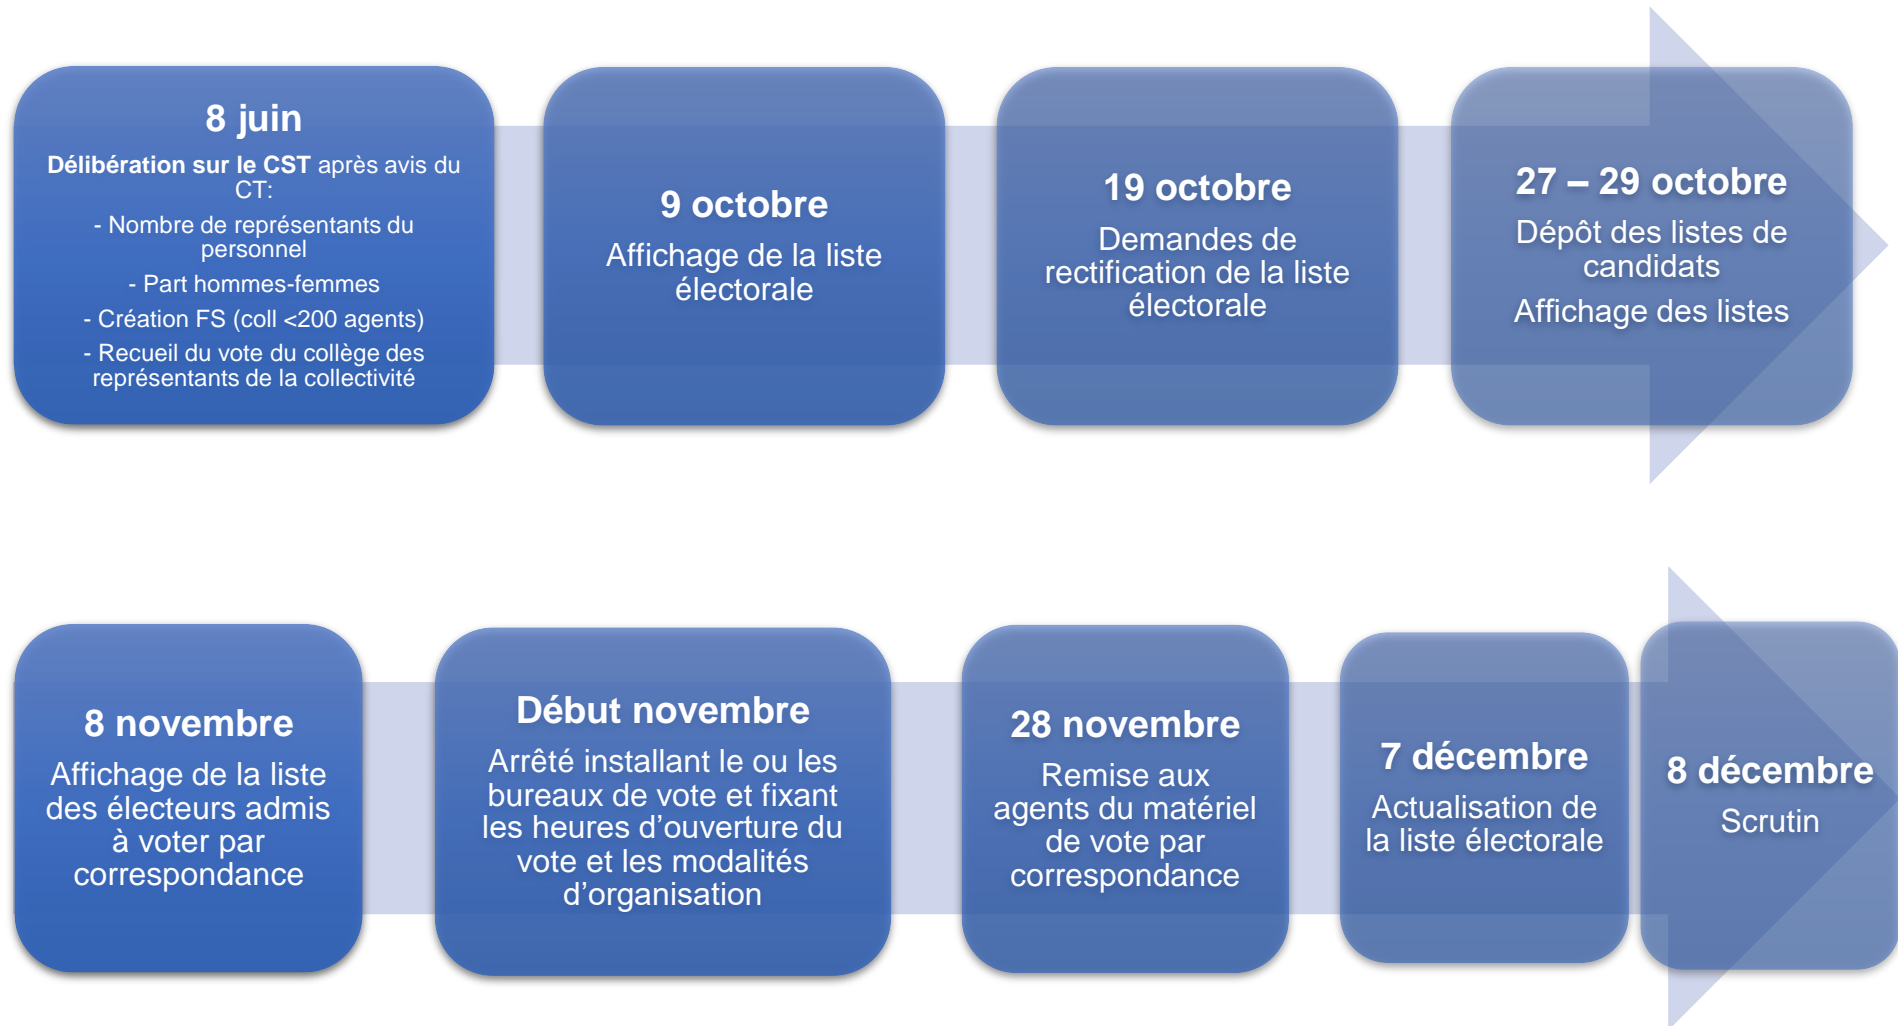 8 juin
Délibération sur le CST après avis du
CT:
- Nombre de représentants du
personnel
- Part hommes-femmes
- Création FS (coll <200 agents)
- Recueil du vote du collège des
représentants de la collectivité
9 octobre
Affichage de la liste
électorale
19 octobre
Demandes de
rectification de la liste
électorale
27 – 29 octobre
Dépôt des listes de
candidats
Affichage des listes
8 novembre
Affichage de la liste
des électeurs admis
à voter par
correspondance
Début novembre
Arrêté installant le ou les
bureaux de vote et fixant
les heures d’ouverture du
vote et les modalités
d’organisation
28 novembre
Remise aux
agents du matériel
de vote par
correspondance
7 décembre
Actualisation de
la liste électorale
8 décembre
Scrutin